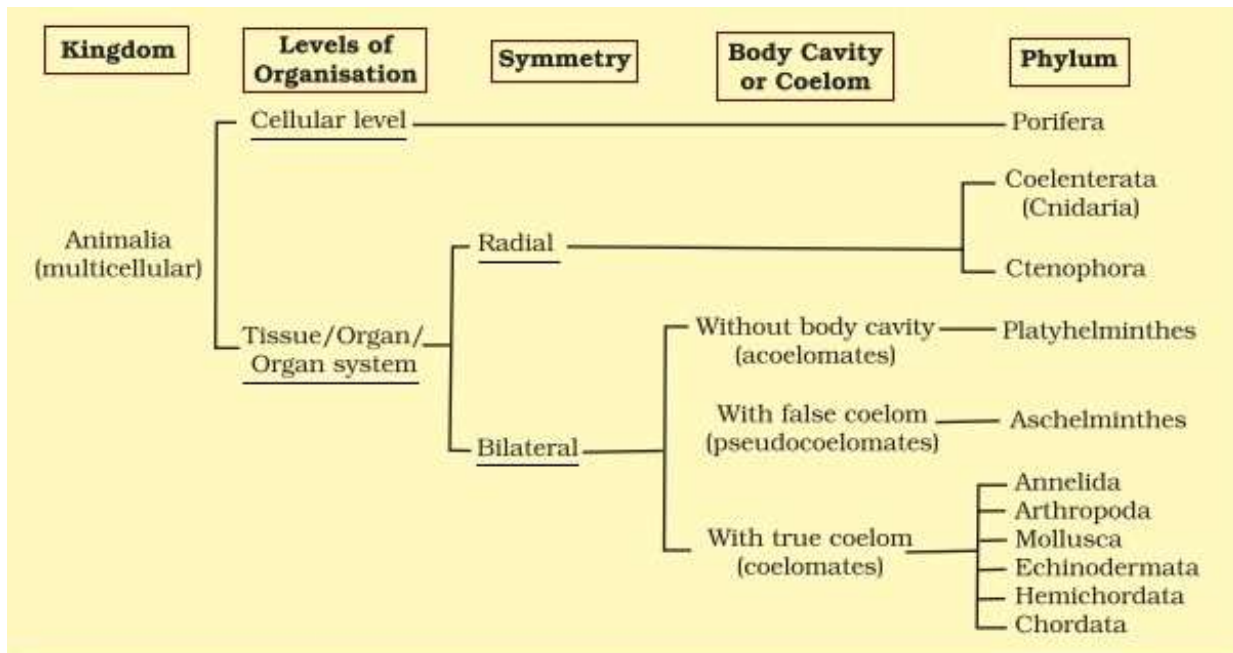 Kingdom
Levels of
Organisation
Symmetry
Body Cavity
or Coelom
Phylum
Cellular level
Porifera
Animalia
(multicellular)
Tissue/Organ/
Organ system
Radial
Coelenterata
(Cnidaria)
Ctenophora
Bilateral
Without body cavity
(acoelomates)
Platyhelminthes
With false coelom
(pseudocoelomates)
Aschelminthes
With true coelom
(coelomates)
Annelida
Arthropoda
Mollusca
Echinodermata
Hemichordata
Chordata